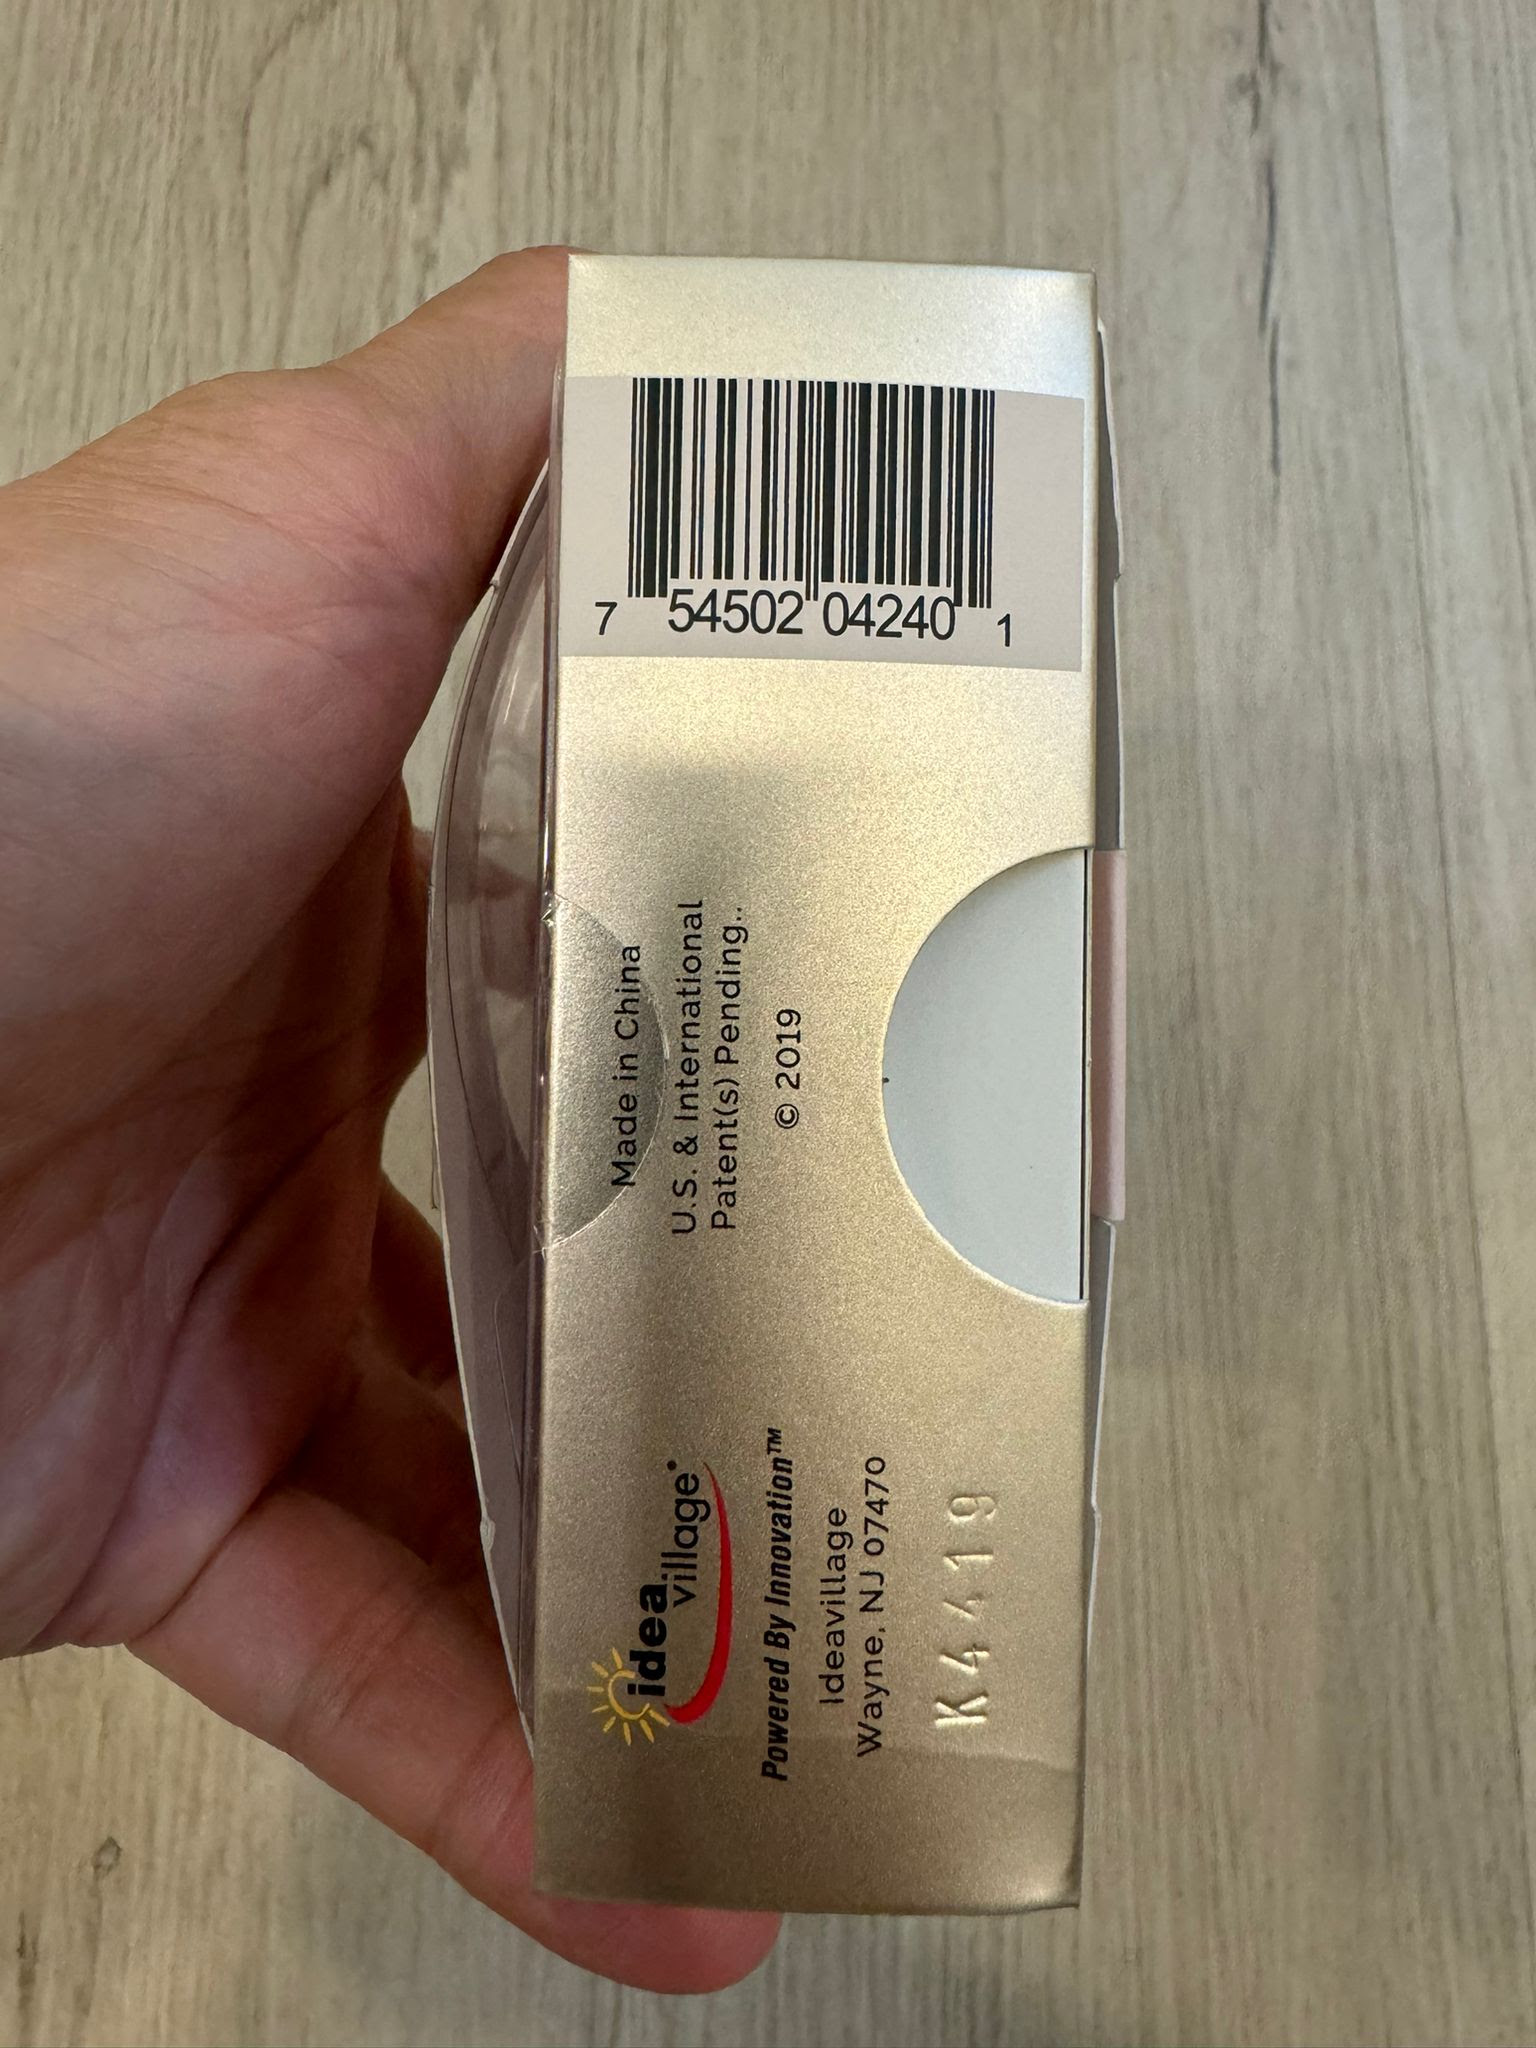 7 54502 04240 1
Made in China
U.S. & International
Patent(s) Pending..
© 2019
idea
village®
Powered By Innovation™
Ideavillage
Wayne, NJ 07470
K4419